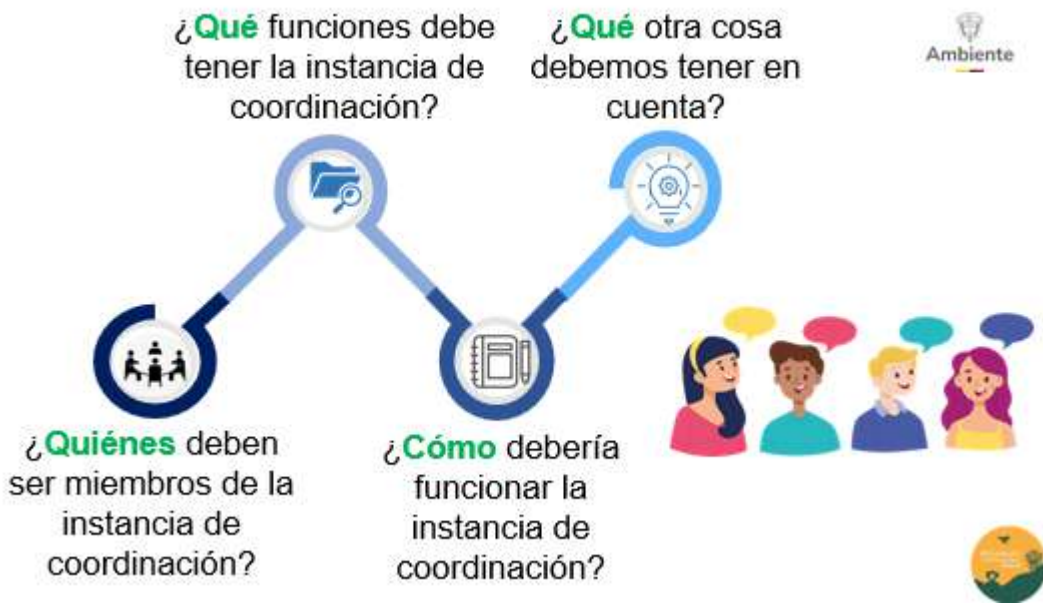 ¿Qué funciones debe
tener la instancia de
coordinación?
¿Qué otra cosa
debemos tener en
cuenta?
Ambiente
¿Quiénes deben
ser miembros de la
instancia de
coordinación?
¿Cómo debería
funcionar la
instancia de
coordinación?